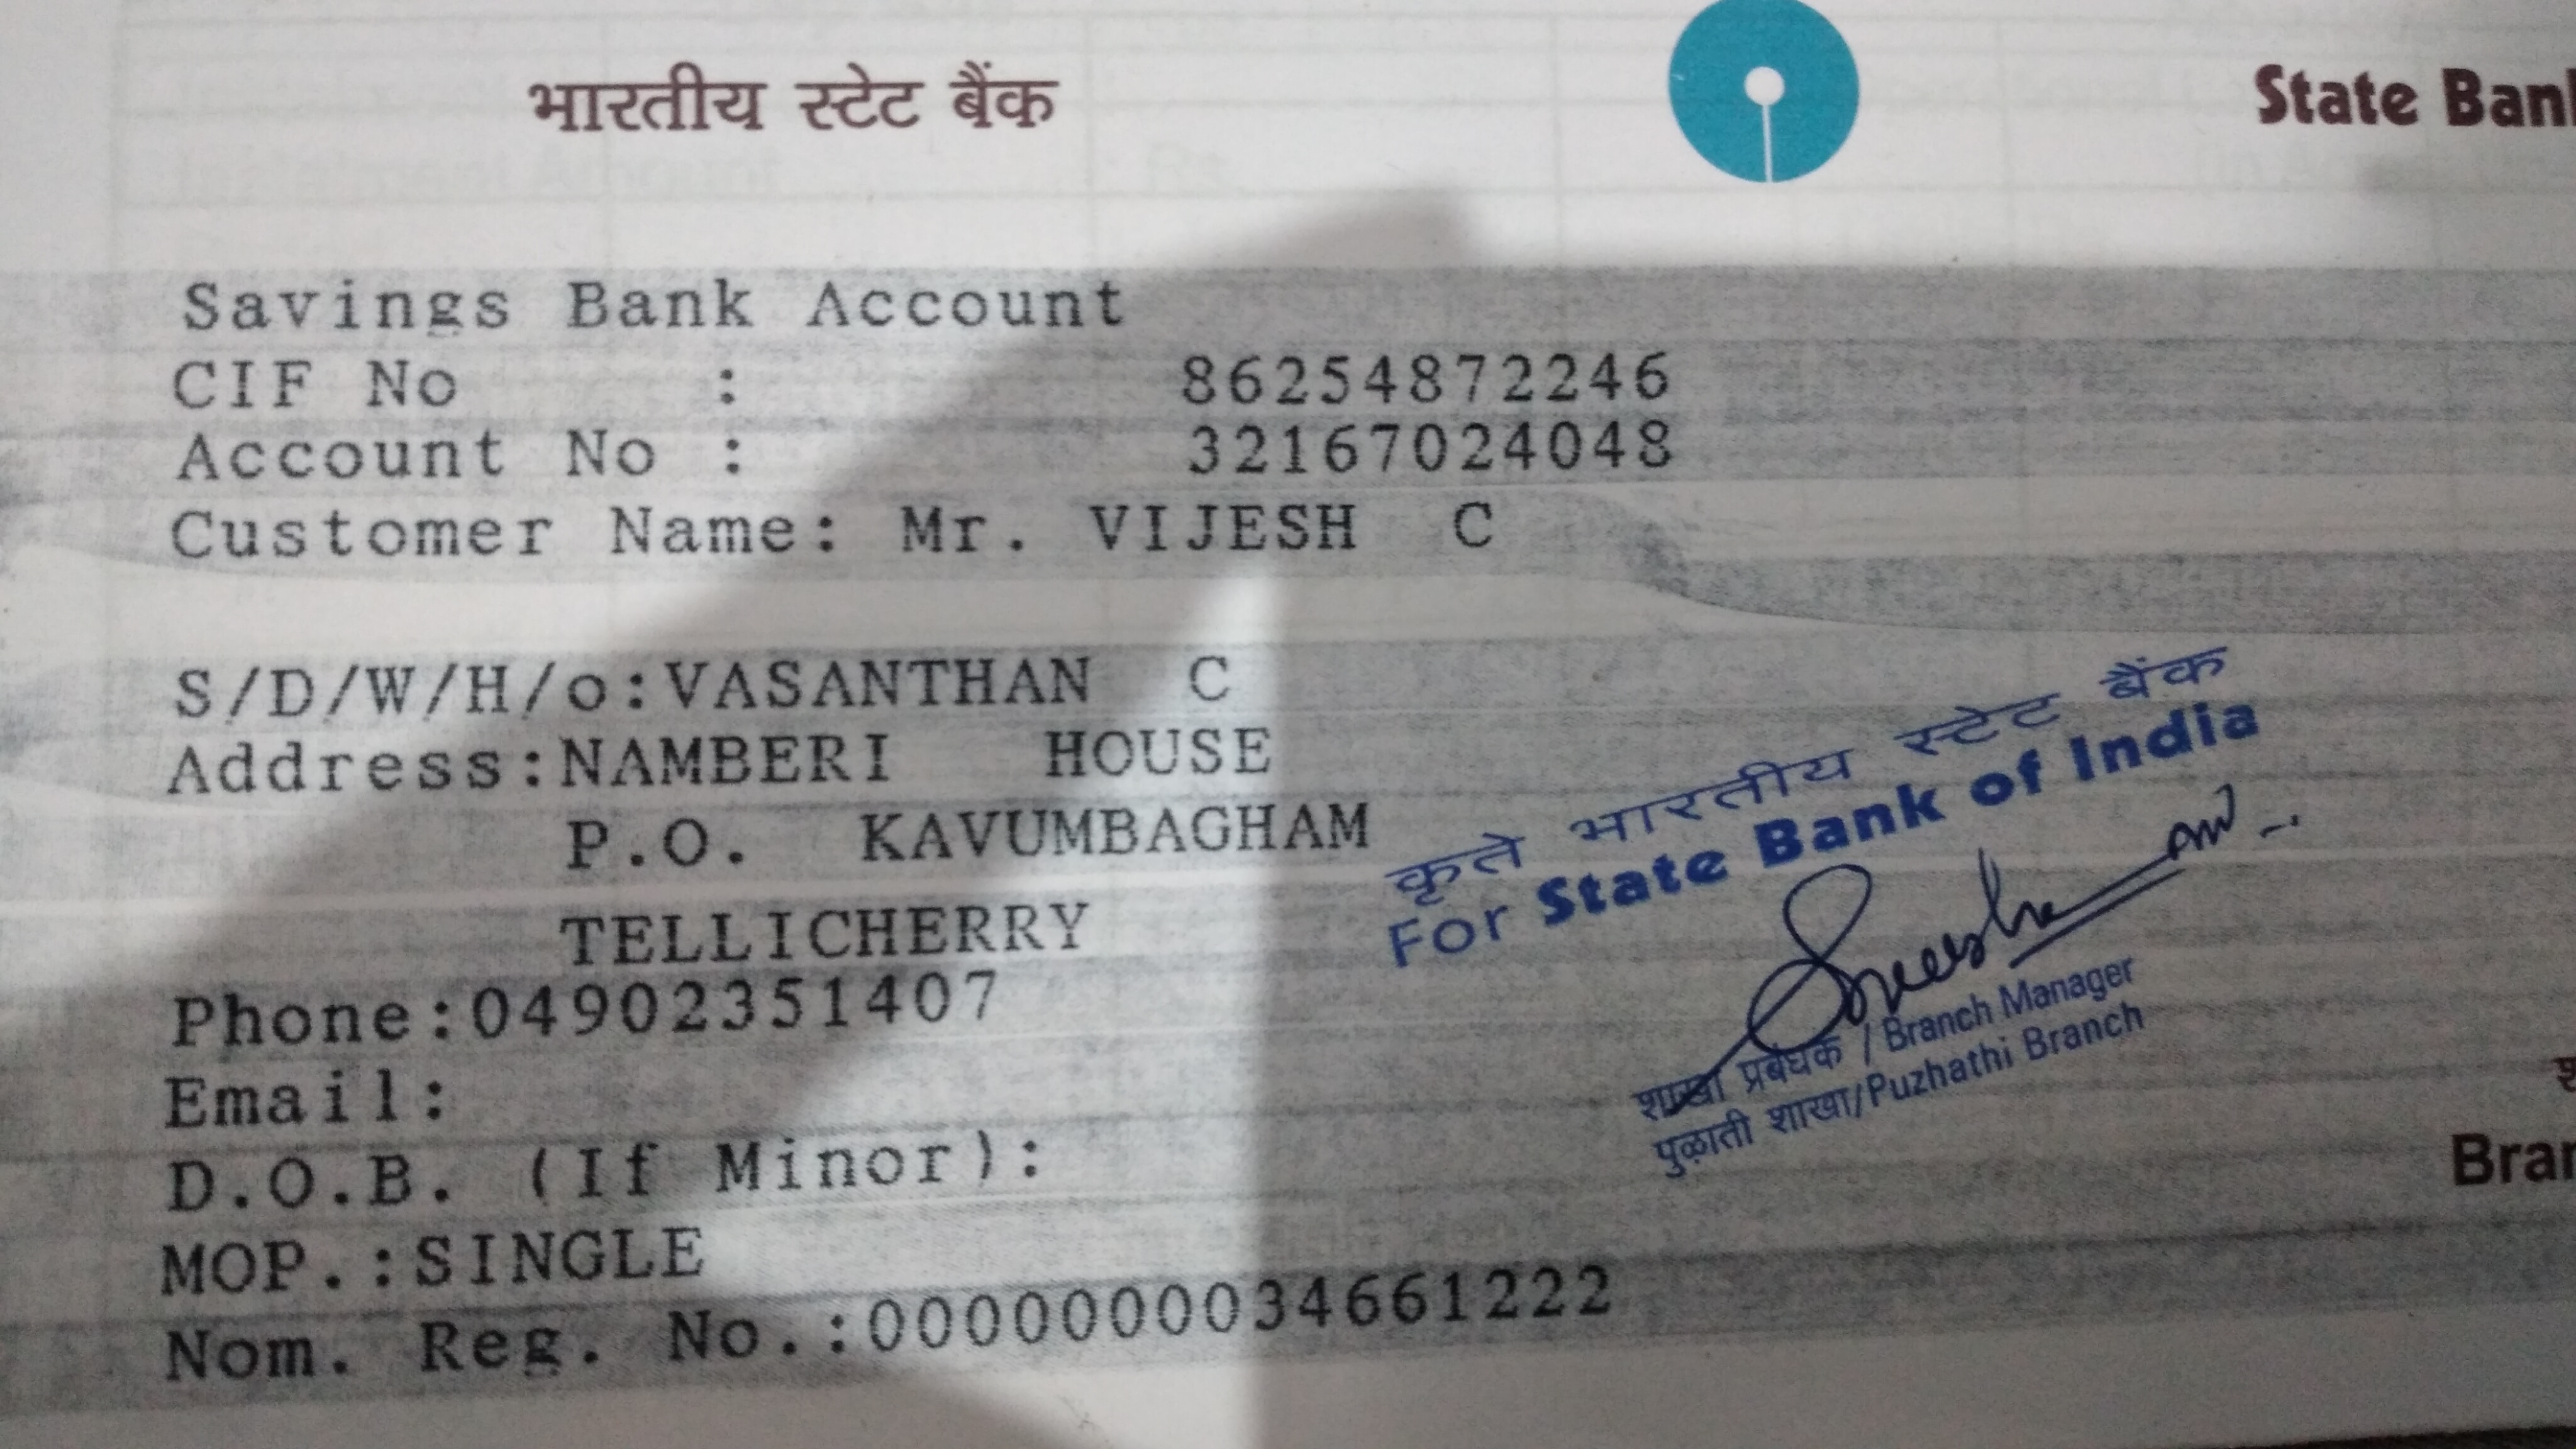 भारतीय स्टेट बैंक
State Ban
Savings Bank Account
CIF No : 86254872246
Account No : 32167024048
Customer Name: Mr. VIJESH C
S/D/W/H/o:VASANTHAN C
Address:NAMBERI HOUSE
P.O. KAVUMBAGHAM
TELLICHERRY
Phone:04902351407
Email:
D.O.B. (If Minor):
MOP.:SINGLE
Nom. Reg. No.:00000000034661222
कृते भारतीय स्टेट बैंक
For State Bank of India
शाखा प्रबंधक / Branch Manager
पुळाती शाखा/Puzhathi Branch
Bran